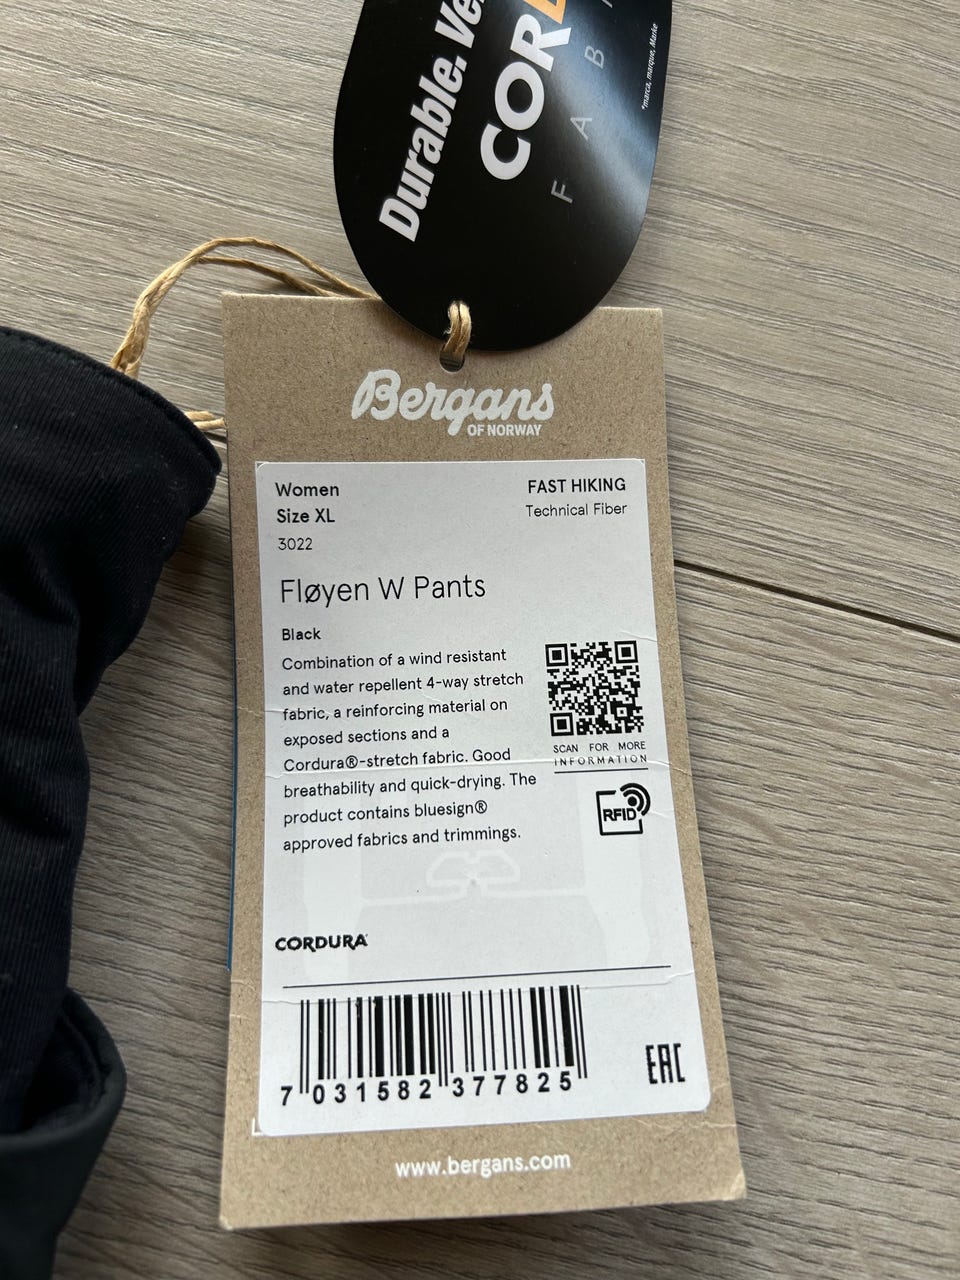 Durable.
COR
FAB
*marca, marque, Marke
Bergans
OF NORWAY
Women
Size XL
3022
FAST HIKING
Technical Fiber
Fløyen W Pants
Black
Combination of a wind resistant
and water repellent 4-way stretch
fabric, a reinforcing material on
exposed sections and a
Cordura®-stretch fabric. Good
breathability and quick-drying. The
product contains bluesign®
approved fabrics and trimmings.
SCAN FOR MORE
INFORMATION
RFID
CORDURA
7 031582 377825
EAC
www.bergans.com